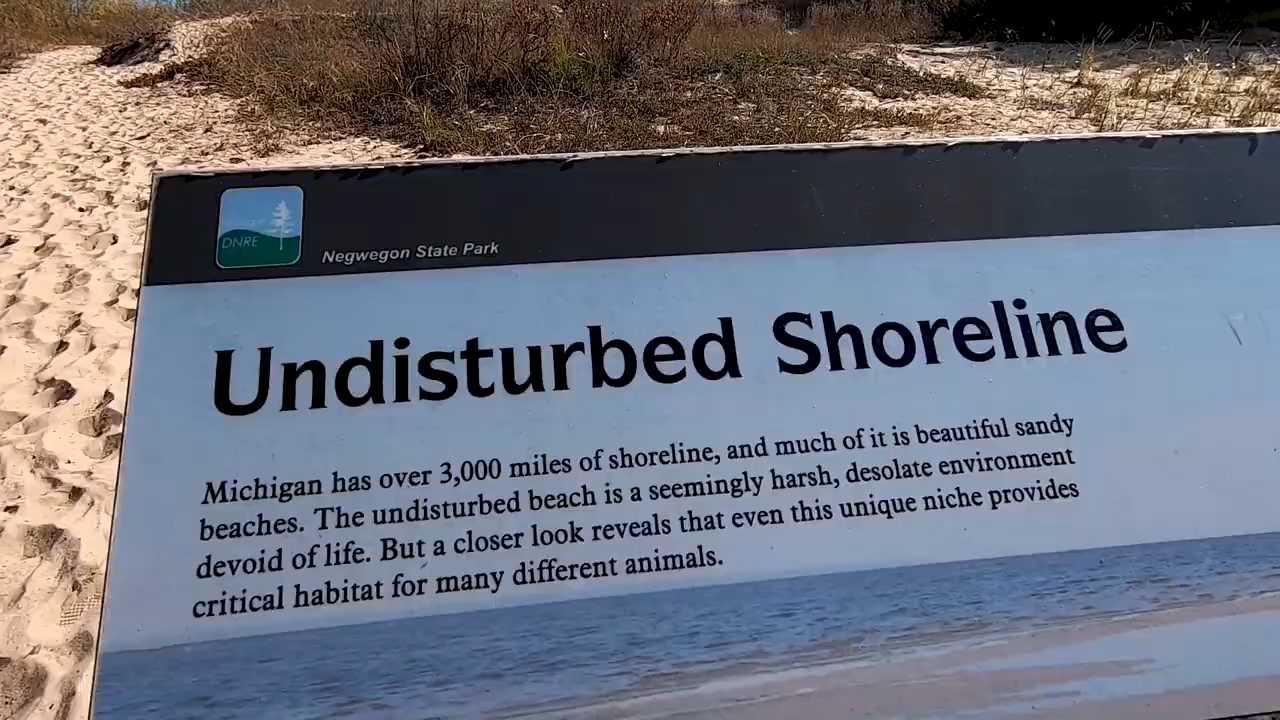 DNRE
Negwegon State Park
Undisturbed Shoreline
Michigan has over 3,000 miles of shoreline, and much of it is beautiful sandy
beaches. The undisturbed beach is a seemingly harsh, desolate environment
devoid of life. But a closer look reveals that even this unique niche provides
critical habitat for many different animals.